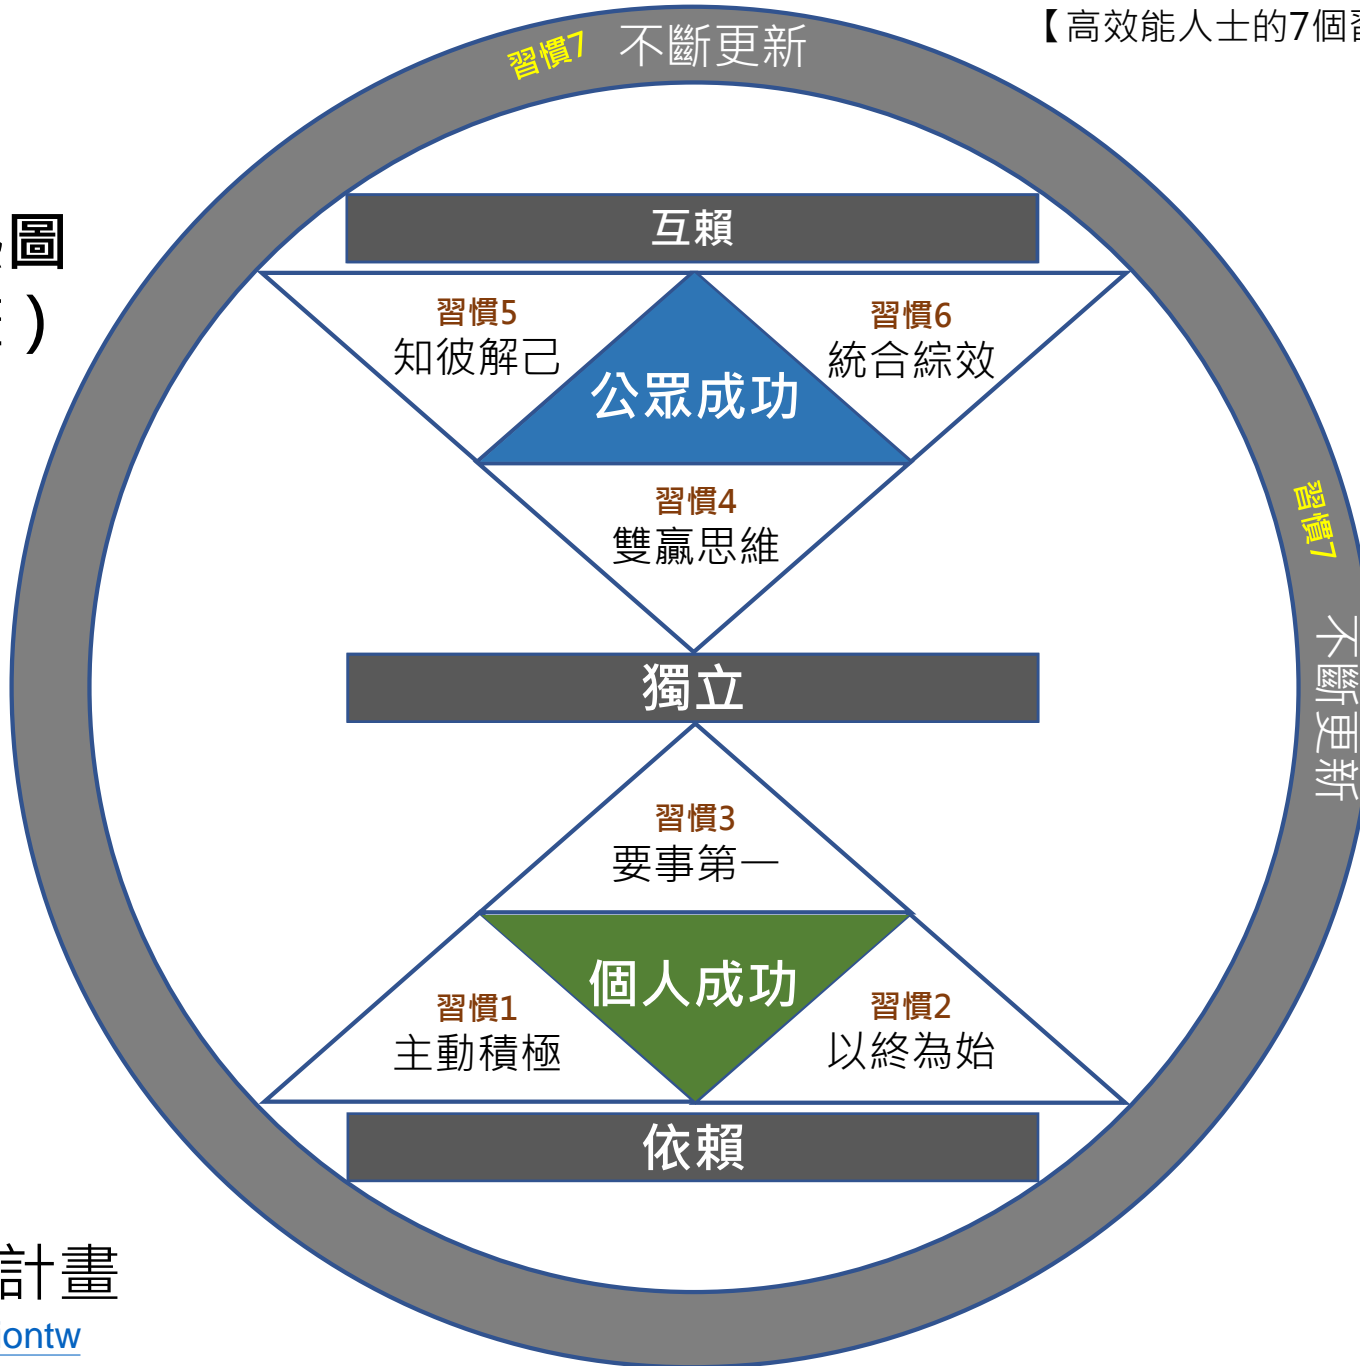 【高效能人士的7個習
習慣7 不斷更新
圖
)
互賴
習慣5
知彼解己
習慣6
統合綜效
公眾成功
習慣4
雙贏思維
習慣7
不斷更新
獨立
習慣3
要事第一
個人成功
習慣1
主動積極
習慣2
以終為始
依賴
計畫
ontw